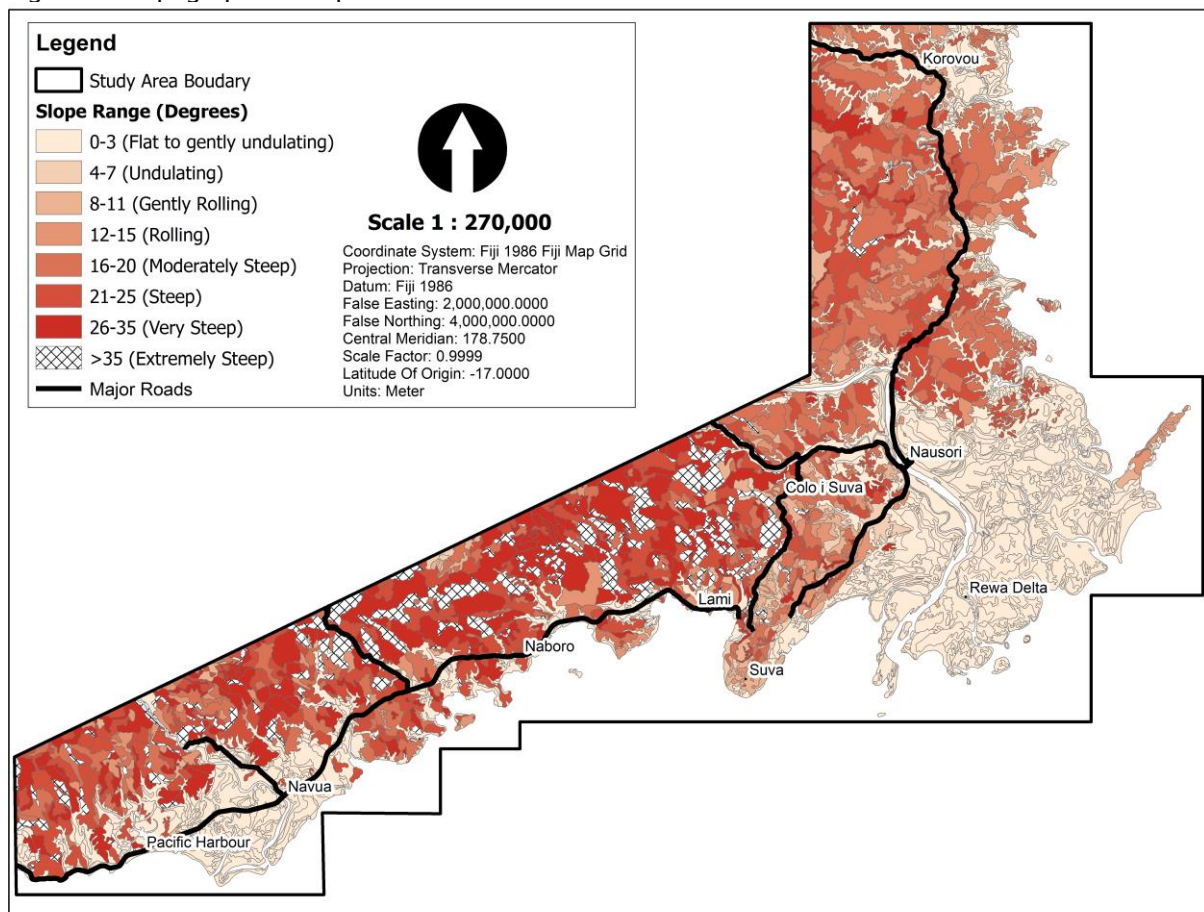 Legend
Study Area Boudary
Slope Range (Degrees)
0-3 (Flat to gently undulating)
4-7 (Undulating)
8-11 (Gently Rolling)
12-15 (Rolling)
16-20 (Moderately Steep)
21-25 (Steep)
26-35 (Very Steep)
>35 (Extremely Steep)
Major Roads
Scale 1 : 270,000
Coordinate System: Fiji 1986 Fiji Map Grid
Projection: Transverse Mercator
Datum: Fiji 1986
False Easting: 2,000,000.0000
False Northing: 4,000,000.0000
Central Meridian: 178.7500
Scale Factor: 0.9999
Latitude Of Origin: -17.0000
Units: Meter
Korovou
Nausori
Colo i Suva
Rewa Delta
Lami
Naboro
Suva
Navua
Pacific Harbour